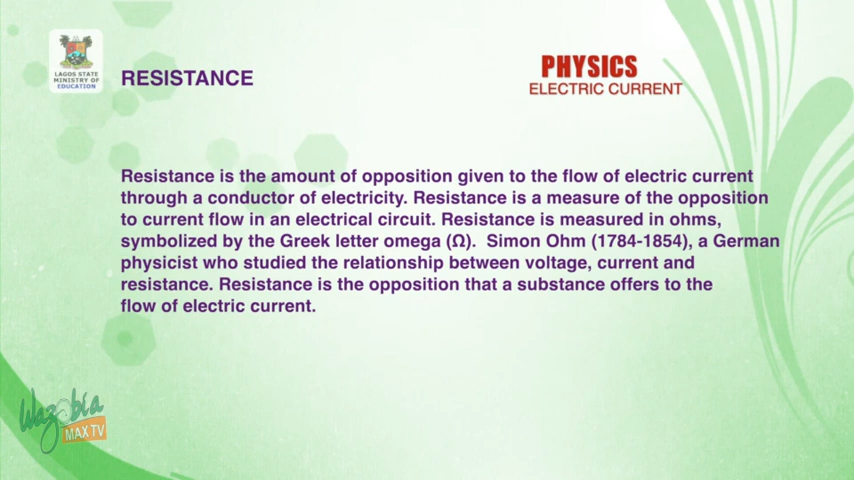 LAGOS STATE
MINISTRY OF
EDUCATION
RESISTANCE
PHYSICS
ELECTRIC CURRENT
Resistance is the amount of opposition given to the flow of electric current
through a conductor of electricity. Resistance is a measure of the opposition
to current flow in an electrical circuit. Resistance is measured in ohms,
symbolized by the Greek letter omega (Ω).  Simon Ohm (1784-1854), a German
physicist who studied the relationship between voltage, current and
resistance. Resistance is the opposition that a substance offers to the
flow of electric current.
Wazobia
MAX TV